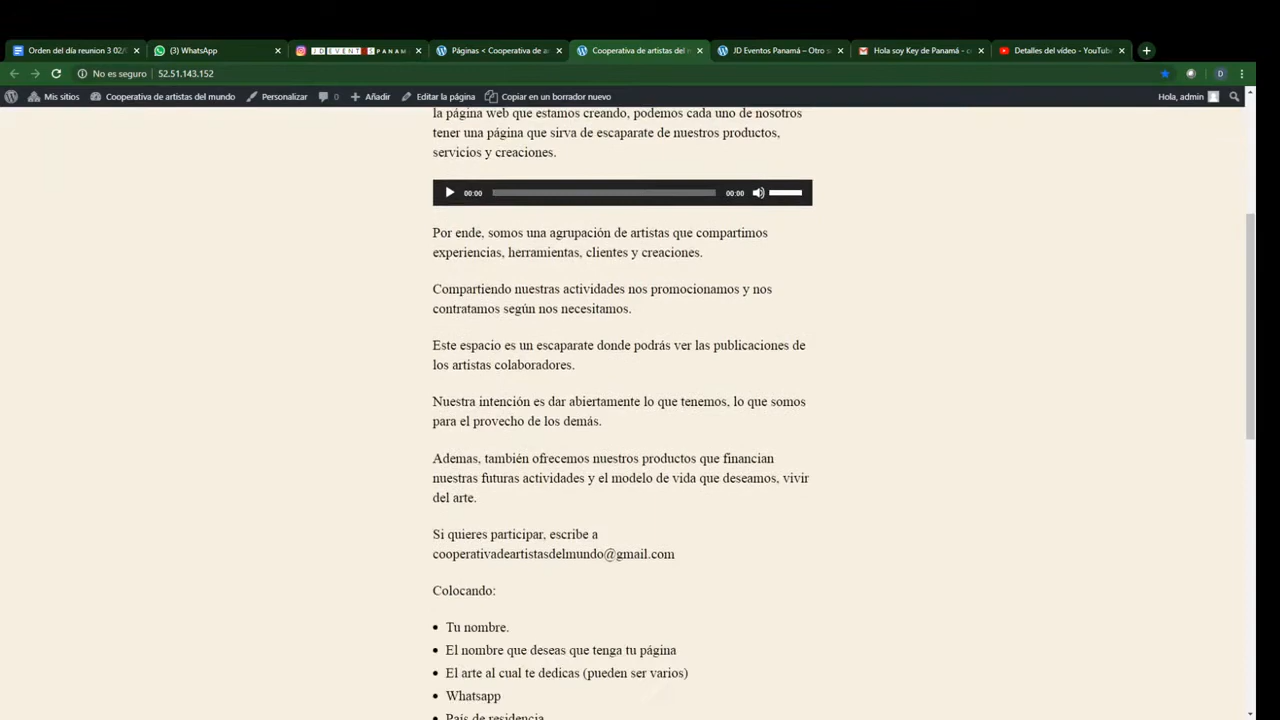 Orden del día reunion 3 02/
(3) WhatsApp
J D E V E N T S P A N A M
Páginas < Cooperativa de a
Cooperativa de artistas del m
JD Eventos Panamá – Otro s
Hola soy Key de Panamá - c
Detalles del vídeo - YouTube
No es seguro
52.51.143.152
Mis sitios
Cooperativa de artistas del mundo
Personalizar
0
Añadir
Editar la página
Copiar en un borrador nuevo
Hola, admin
la página web que estamos creando, podemos cada uno de nosotros
tener una página que sirva de escaparate de nuestros productos,
servicios y creaciones.
00:00
00:00
Por ende, somos una agrupación de artistas que compartimos
experiencias, herramientas, clientes y creaciones.
Compartiendo nuestras actividades nos promocionamos y nos
contratamos según nos necesitamos.
Este espacio es un escaparate donde podrás ver las publicaciones de
los artistas colaboradores.
Nuestra intención es dar abiertamente lo que tenemos, lo que somos
para el provecho de los demás.
Ademas, también ofrecemos nuestros productos que financian
nuestras futuras actividades y el modelo de vida que deseamos, vivir
del arte.
Si quieres participar, escribe a
cooperativadeartistasdelmundo@gmail.com
Colocando:
Tu nombre.
El nombre que deseas que tenga tu página
El arte al cual te dedicas (pueden ser varios)
Whatsapp
País de residencia